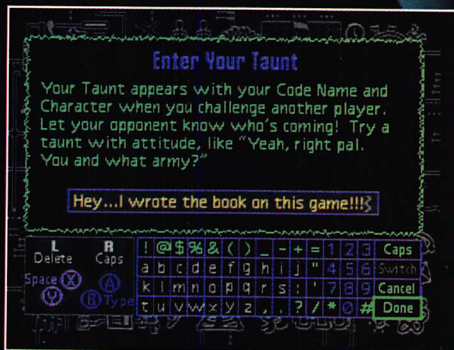 Enter Your Taunt
Your Taunt appears with your Code Name and
Character when you challenge another player.
Let your opponent know who's coming! Try a
taunt with attitude, like "Yeah, right pal.
You and what army?"
Hey...I wrote the book on this game!!!
L R ! @ $ % & ( ) _ - + = 1 2 3 Caps
Delete Caps a b c d e f g h i j " 4 5 6 Switch
Space X A k l m n o p q r s : ' 7 8 9 Cancel
Y B Type t u v w x y z , . ? / * 0 # Done